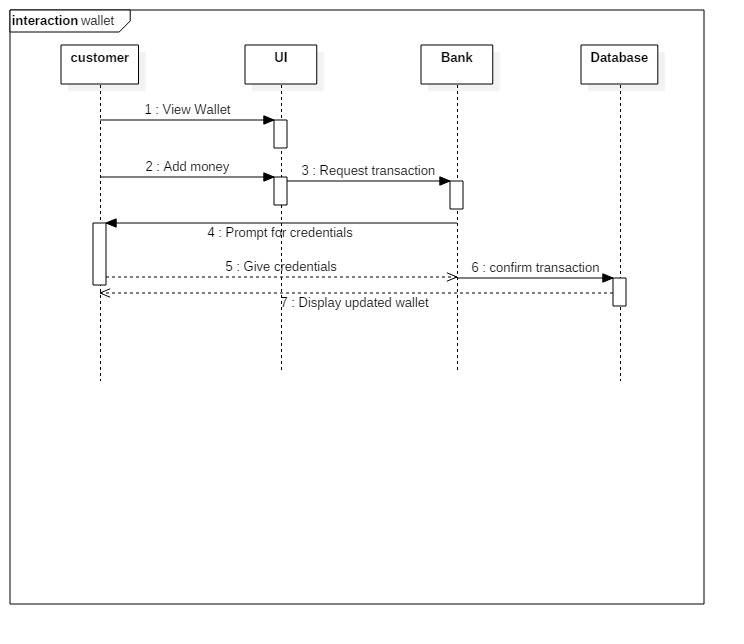 interaction wallet
customer
UI
Bank
Database
1 : View Wallet
2 : Add money
3 : Request transaction
4 : Prompt for credentials
5 : Give credentials
6 : confirm transaction
7 : Display updated wallet